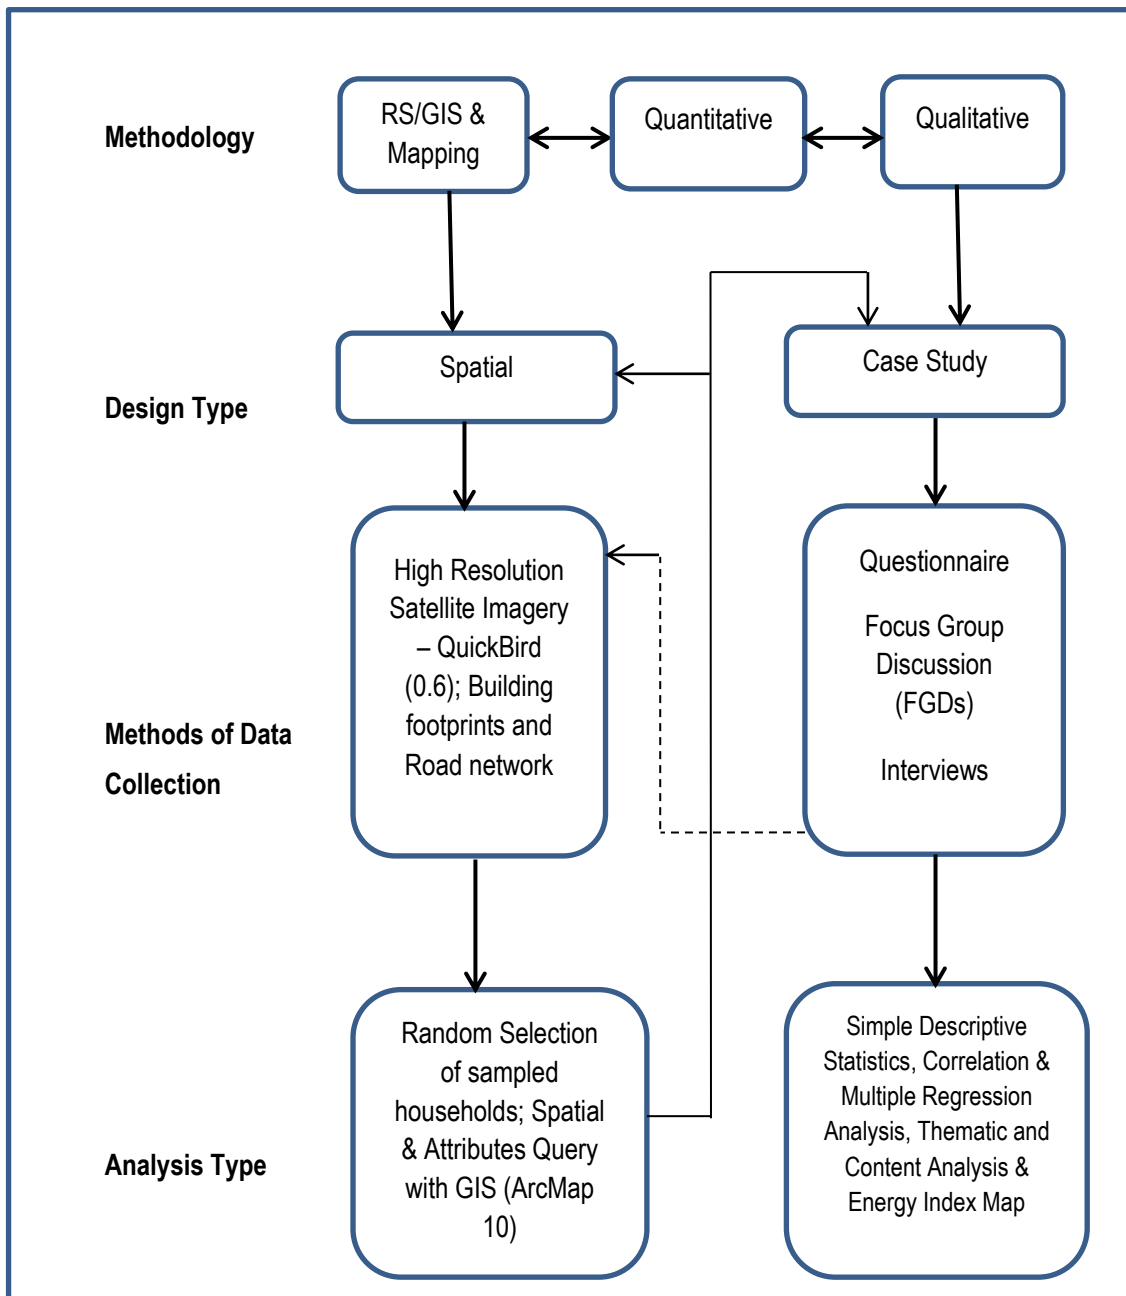 Methodology
RS/GIS &
Mapping
Quantitative
Qualitative
Design Type
Spatial
Case Study
Methods of Data
Collection
High Resolution
Satellite Imagery
– QuickBird
(0.6); Building
footprints and
Road network
Questionnaire
Focus Group
Discussion
(FGDs)
Interviews
Analysis Type
Random Selection
of sampled
households; Spatial
& Attributes Query
with GIS (ArcMap
10)
Simple Descriptive
Statistics, Correlation &
Multiple Regression
Analysis, Thematic and
Content Analysis &
Energy Index Map